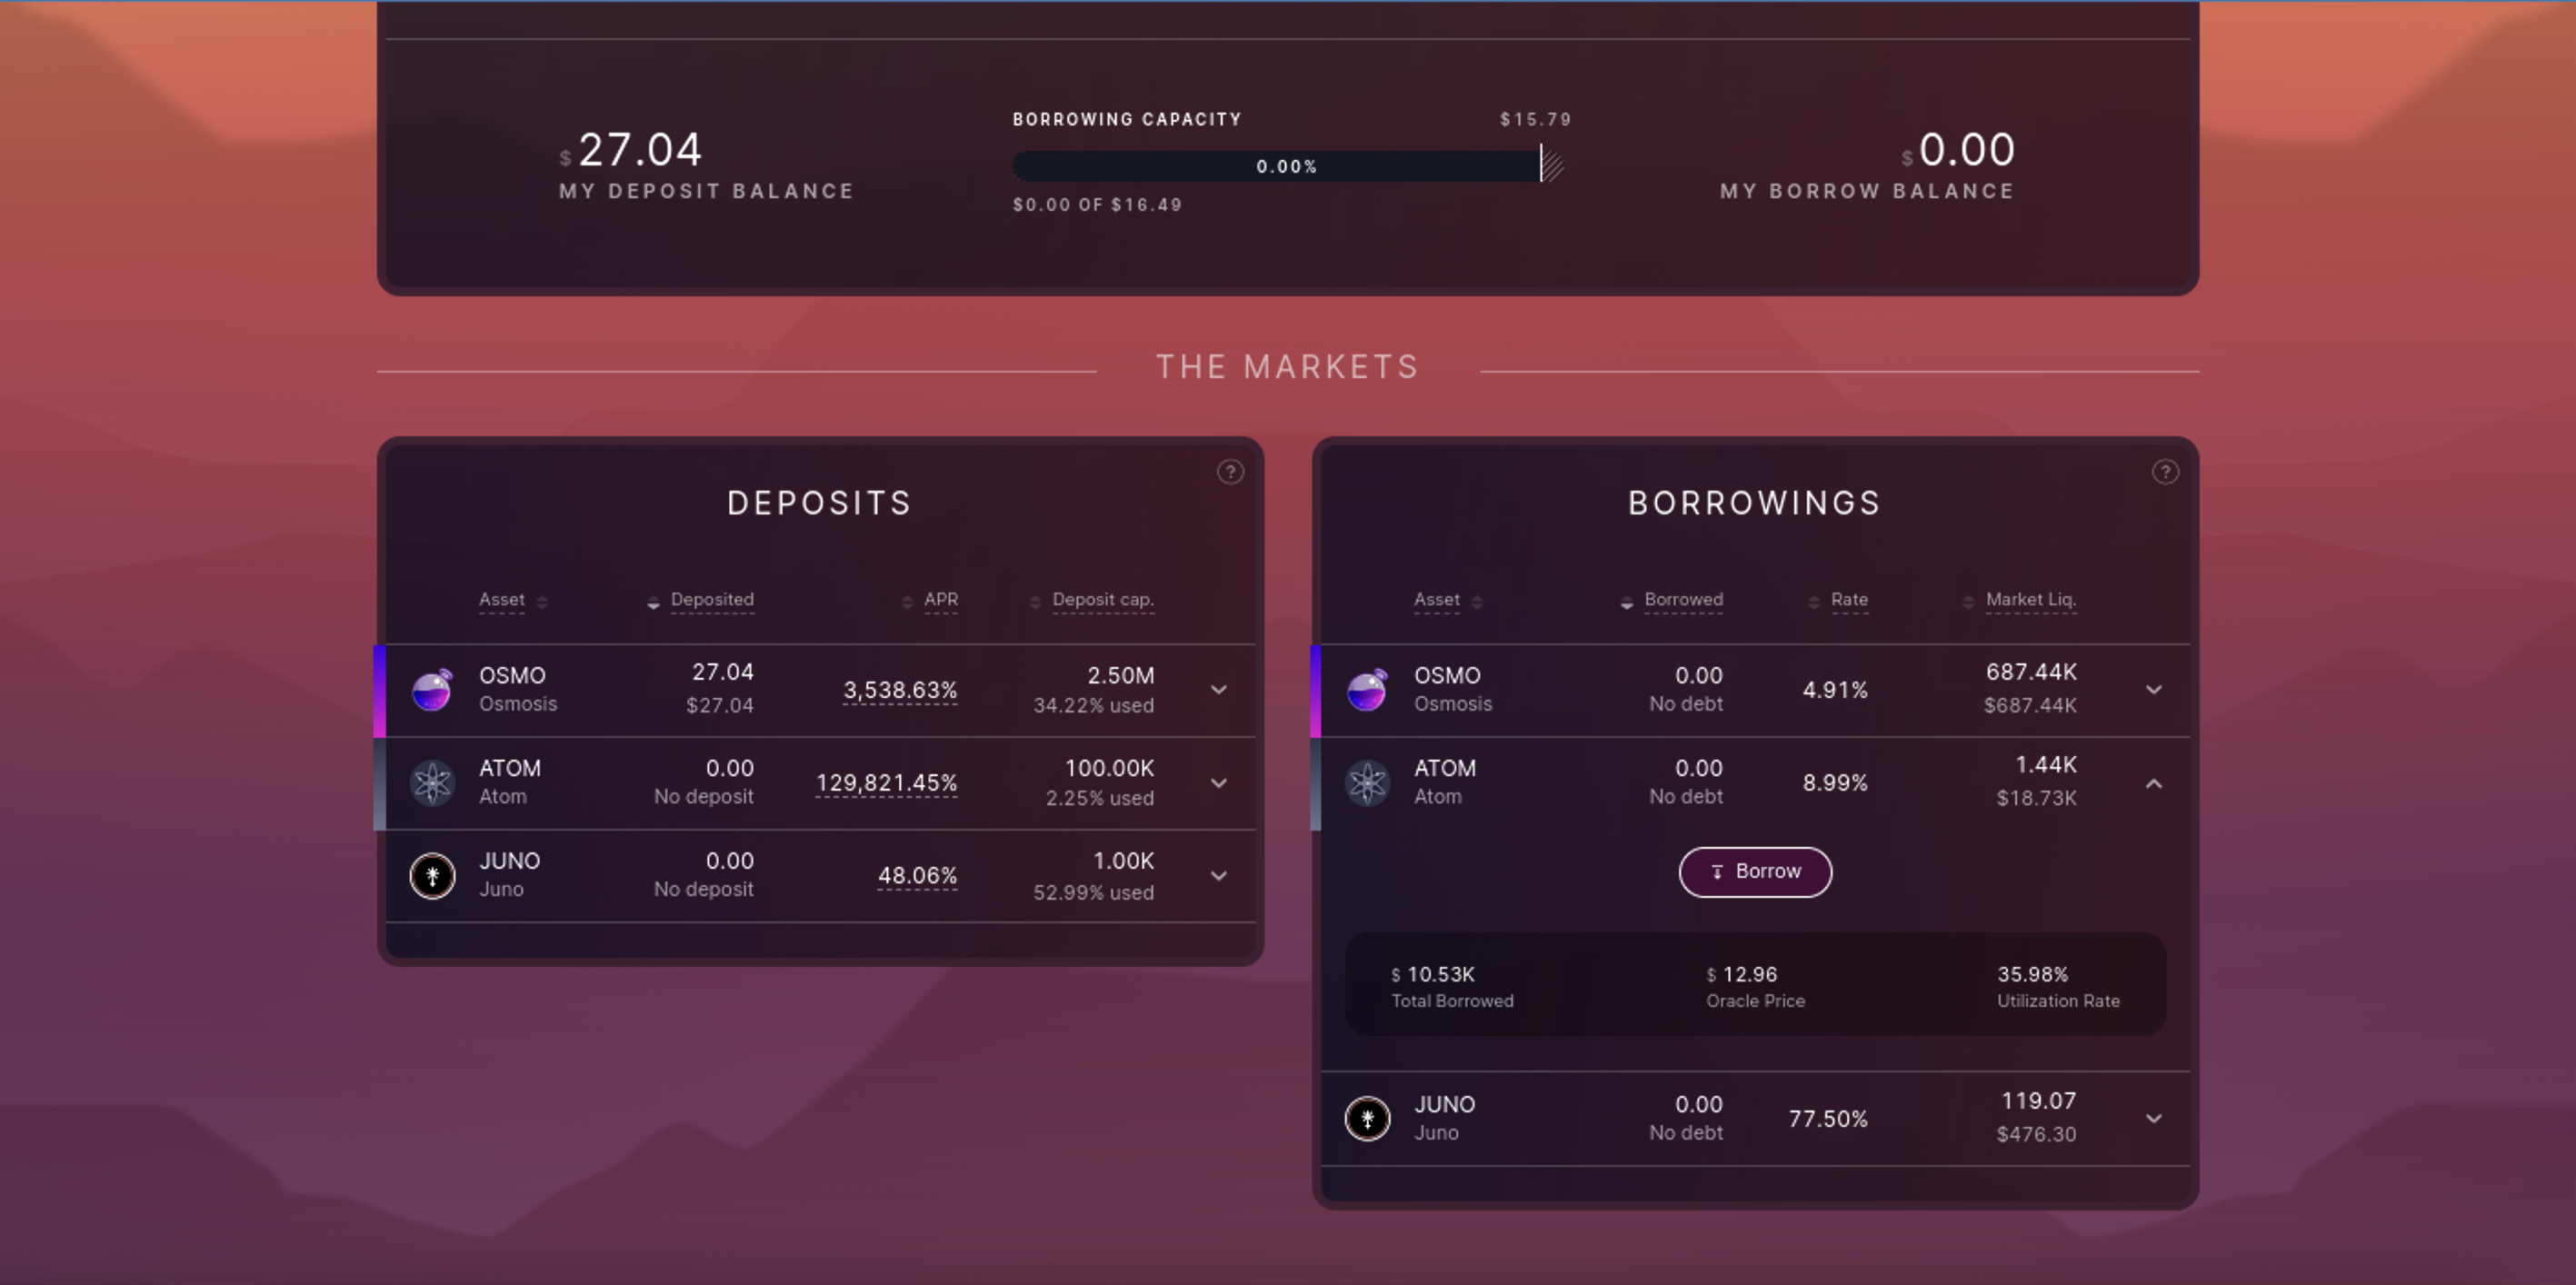 BORROWING CAPACITY $15.79
$ 27.04
MY DEPOSIT BALANCE
0.00%
$0.00 OF $16.49
$ 0.00
MY BORROW BALANCE
THE MARKETS
?
DEPOSITS
Asset Deposited APR Deposit cap.
OSMO 27.04 3,538.63% 2.50M
Osmosis $27.04 34.22% used
ATOM 0.00 129,821.45% 100.00K
Atom No deposit 2.25% used
JUNO 0.00 48.06% 1.00K
Juno No deposit 52.99% used
?
BORROWINGS
Asset Borrowed Rate Market Liq.
OSMO 0.00 4.91% 687.44K
Osmosis No debt $687.44K
ATOM 0.00 8.99% 1.44K
Atom No debt $18.73K
Borrow
$ 10.53K $ 12.96 35.98%
Total Borrowed Oracle Price Utilization Rate
JUNO 0.00 77.50% 119.07
Juno No debt $476.30